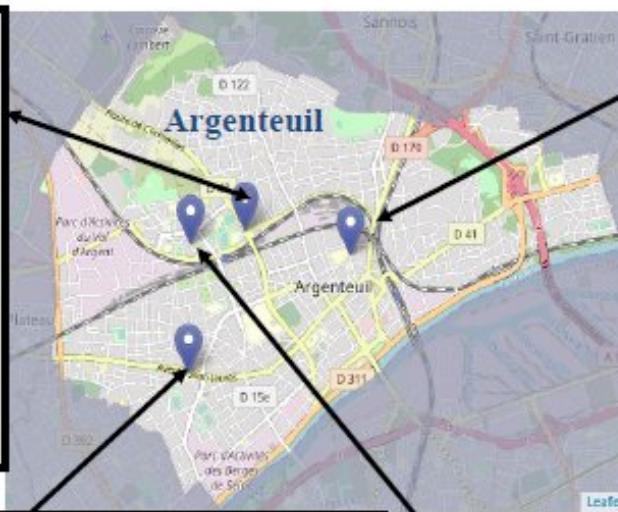 Sannois
Saint-Gratien
D 122
Argenteuil
D 170
Parc d'Activités
du Val
d'Argent
D 41
Argenteuil
Plateau
D 311
D 15e
D 392
Parc d'Activités
des Berges
de Seine
Leafle